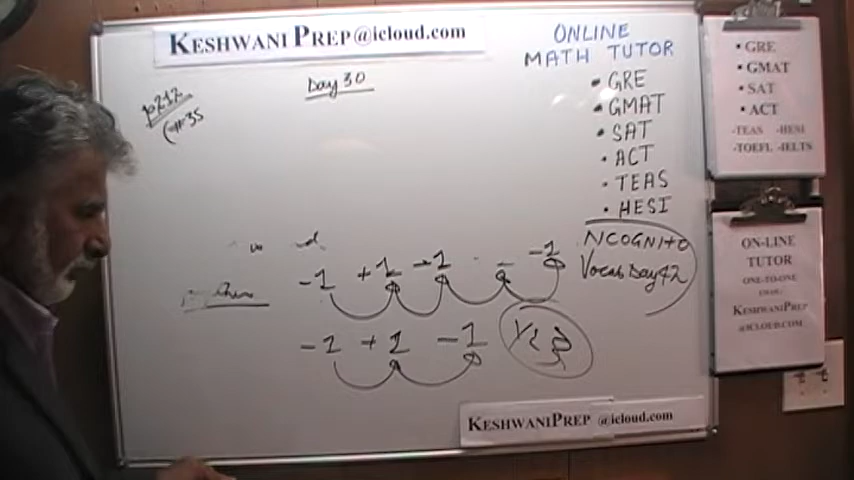 KESHWANI PREP@icloud.com
Day 30
p212
ONLINE
MATH TUTOR
• GRE
• GMAT
• SAT
• ACT
• TEAS
• HESI
NCOGNITO
Vocab Day 42
-1 +1 -1 -1
-1 +1 -1
KESHWANIPREP @icloud.com
• GRE
• GMAT
• SAT
• ACT
-TEAS -HESI
-TOEFL -IELTS
ON-LINE
TUTOR
ONE-TO-ONE
KESHWANIPREP
@ICLOUD.COM